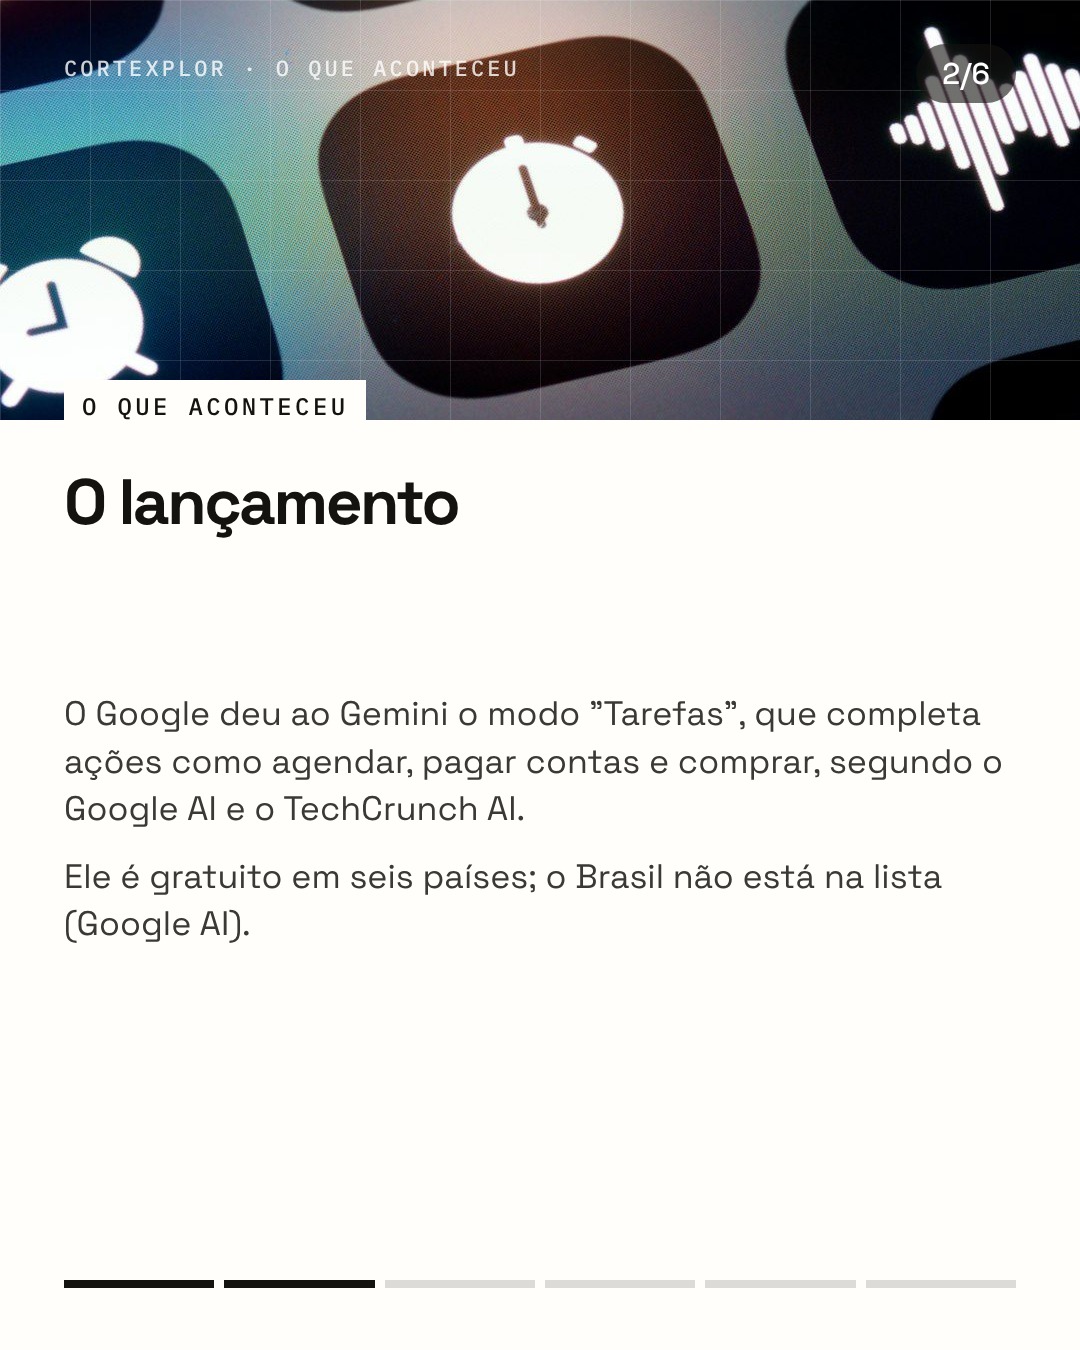 CORTEXPLOR · O QUE ACONTECEU
2/6
O QUE ACONTECEU
O lançamento
O Google deu ao Gemini o modo ”Tarefas”, que completa
ações como agendar, pagar contas e comprar, segundo o
Google AI e o TechCrunch AI.
Ele é gratuito em seis países; o Brasil não está na lista
(Google AI).